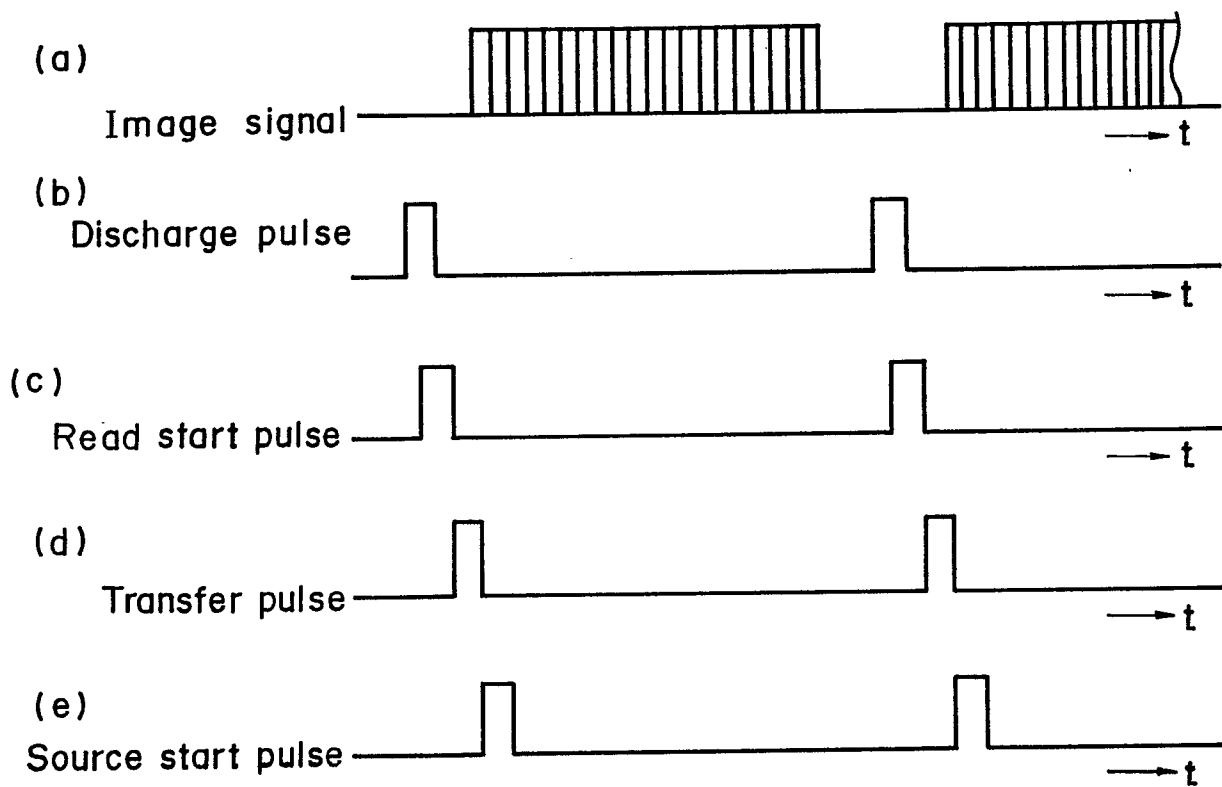 (a)
Image signal
t
(b)
Discharge pulse
t
(c)
Read start pulse
t
(d)
Transfer pulse
t
(e)
Source start pulse
t